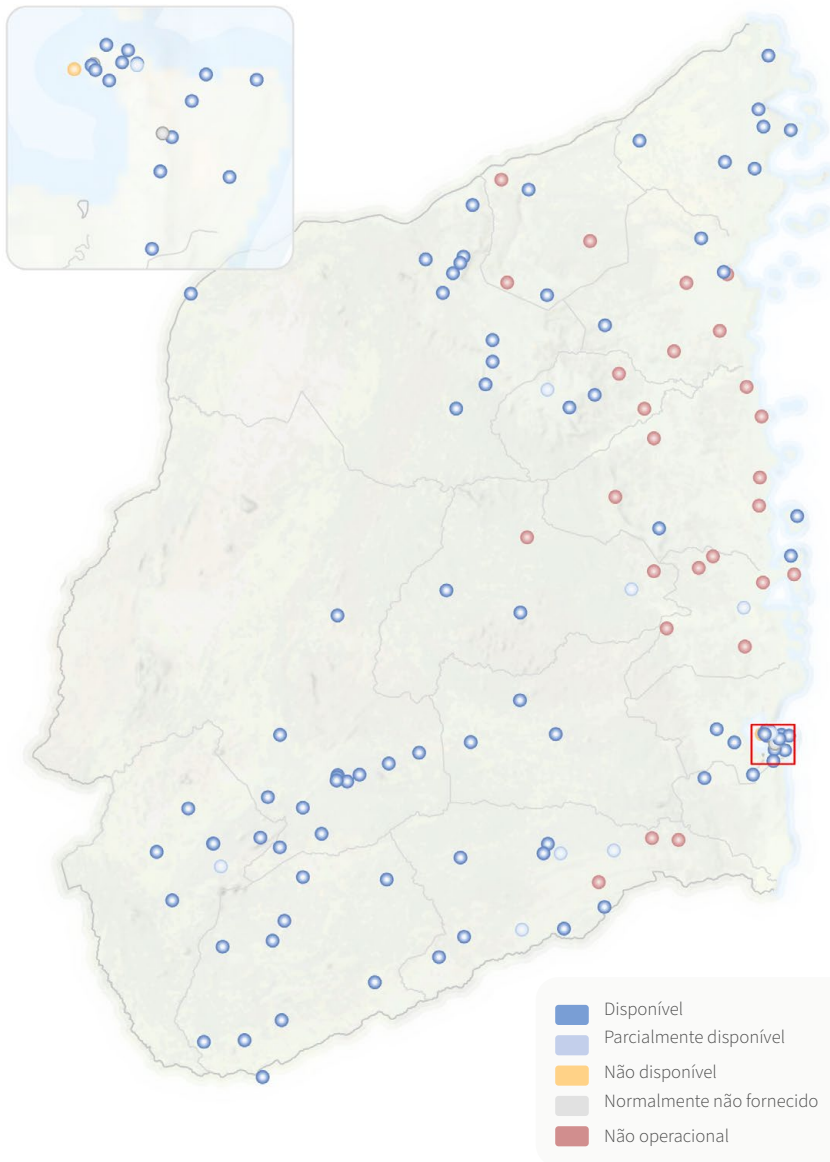 Disponível
Parcialmente disponível
Não disponível
Normalmente não fornecido
Não operacional